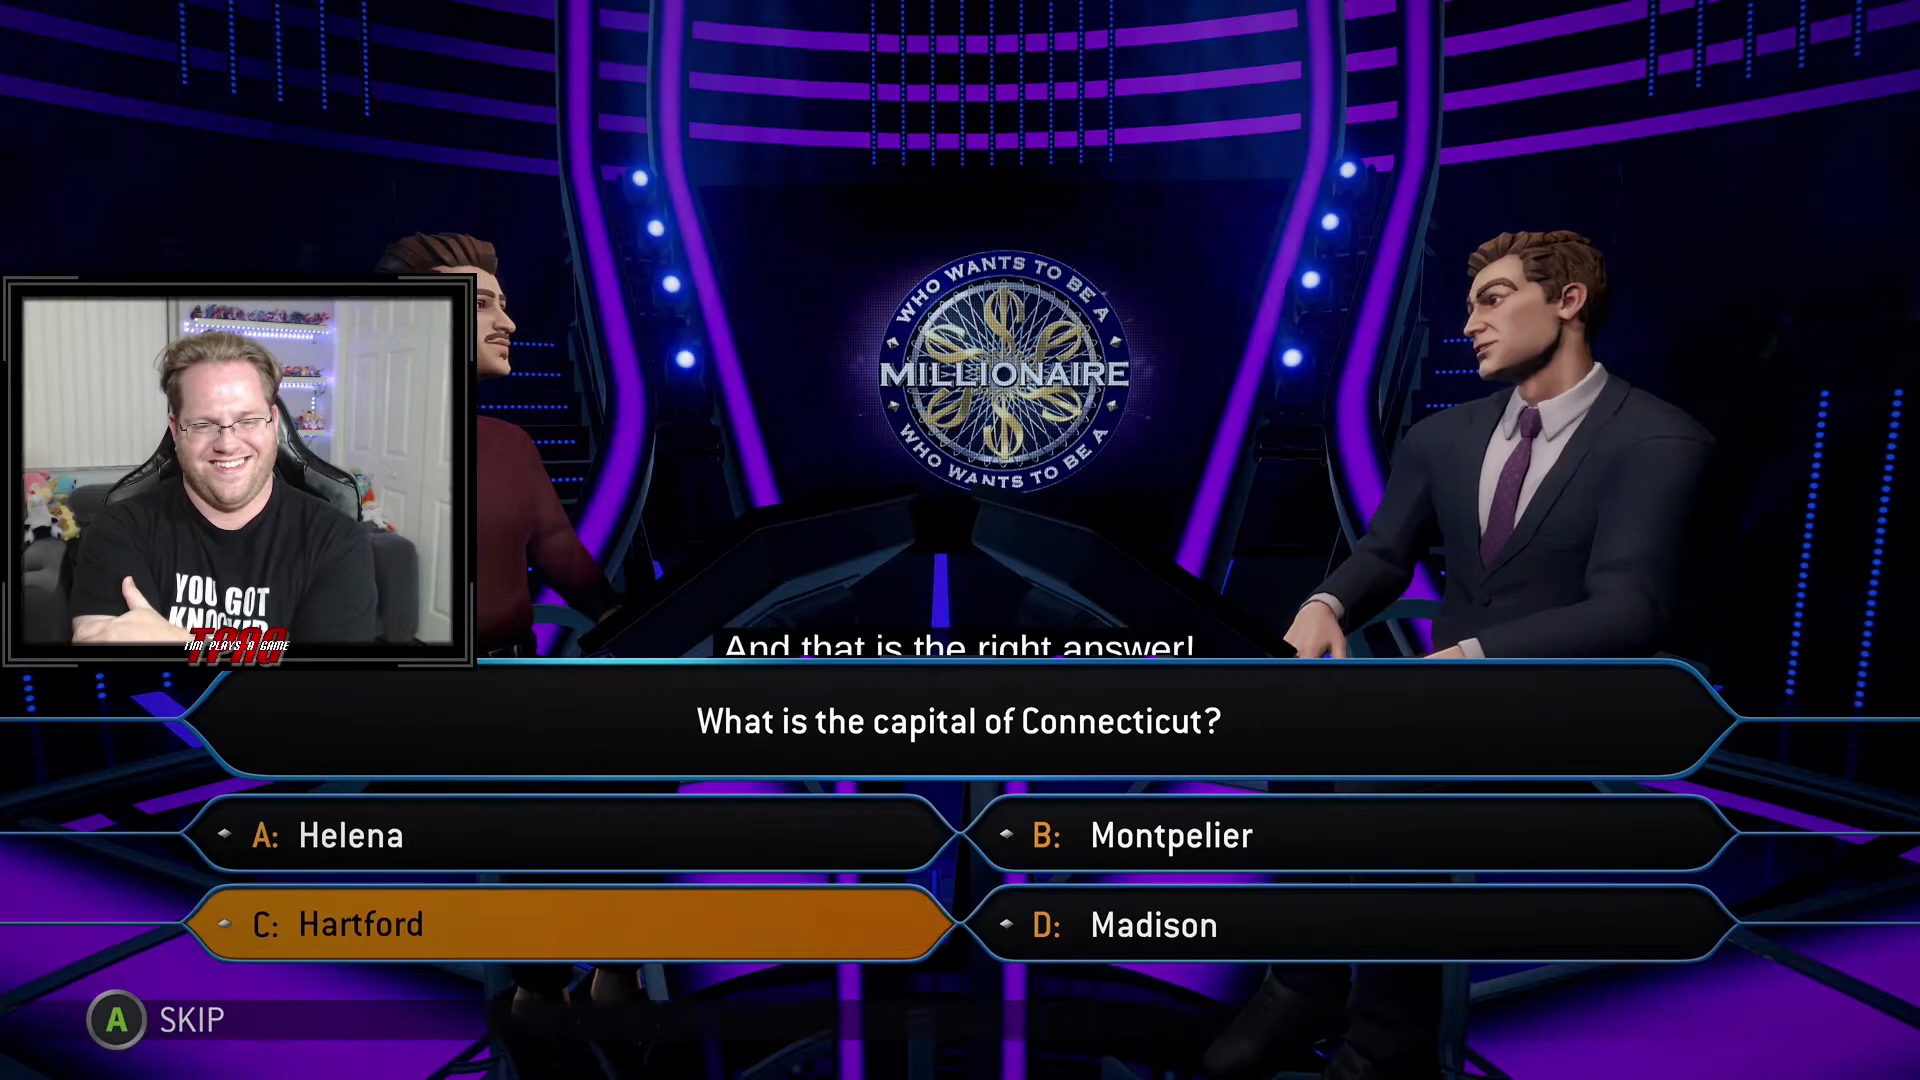 WHO WANTS TO BE A
MILLIONAIRE
WHO WANTS TO BE A
YOU GOT
KNOCKED
TPAG
TIM PLAYS A GAME
And that is the right answer!
What is the capital of Connecticut?
A: Helena
B: Montpelier
C: Hartford
D: Madison
A SKIP